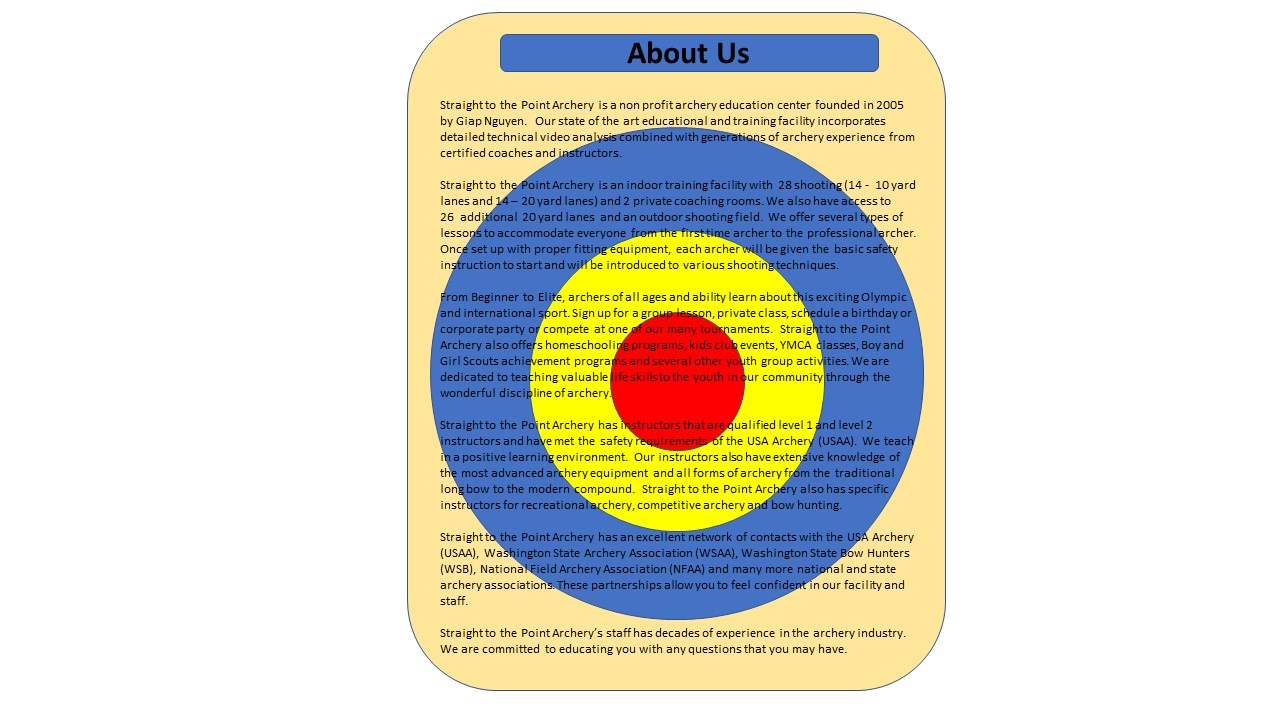 About Us
Straight to the Point Archery is a non profit archery education center founded in 2005
by Giap Nguyen. Our state of the art educational and training facility incorporates
detailed technical video analysis combined with generations of archery experience from
certified coaches and instructors.
Straight to the Point Archery is an indoor training facility with 28 shooting (14 - 10 yard
lanes and 14 – 20 yard lanes) and 2 private coaching rooms. We also have access to
26 additional 20 yard lanes and an outdoor shooting field. We offer several types of
lessons to accommodate everyone from the first time archer to the professional archer.
Once set up with proper fitting equipment, each archer will be given the basic safety
instruction to start and will be introduced to various shooting techniques.
From Beginner to Elite, archers of all ages and ability learn about this exciting Olympic
and international sport. Sign up for a group lesson, private class, schedule a birthday or
corporate party or compete at one of our many tournaments. Straight to the Point
Archery also offers homeschooling programs, kids club events, YMCA classes, Boy and
Girl Scouts achievement programs and several other youth group activities. We are
dedicated to teaching valuable life skills to the youth in our community through the
wonderful discipline of archery.
Straight to the Point Archery has instructors that are qualified level 1 and level 2
instructors and have met the safety requirements of the USA Archery (USAA). We teach
in a positive learning environment. Our instructors also have extensive knowledge of
the most advanced archery equipment and all forms of archery from the traditional
long bow to the modern compound. Straight to the Point Archery also has specific
instructors for recreational archery, competitive archery and bow hunting.
Straight to the Point Archery has an excellent network of contacts with the USA Archery
(USAA), Washington State Archery Association (WSAA), Washington State Bow Hunters
(WSB), National Field Archery Association (NFAA) and many more national and state
archery associations. These partnerships allow you to feel confident in our facility and
staff.
Straight to the Point Archery’s staff has decades of experience in the archery industry.
We are committed to educating you with any questions that you may have.